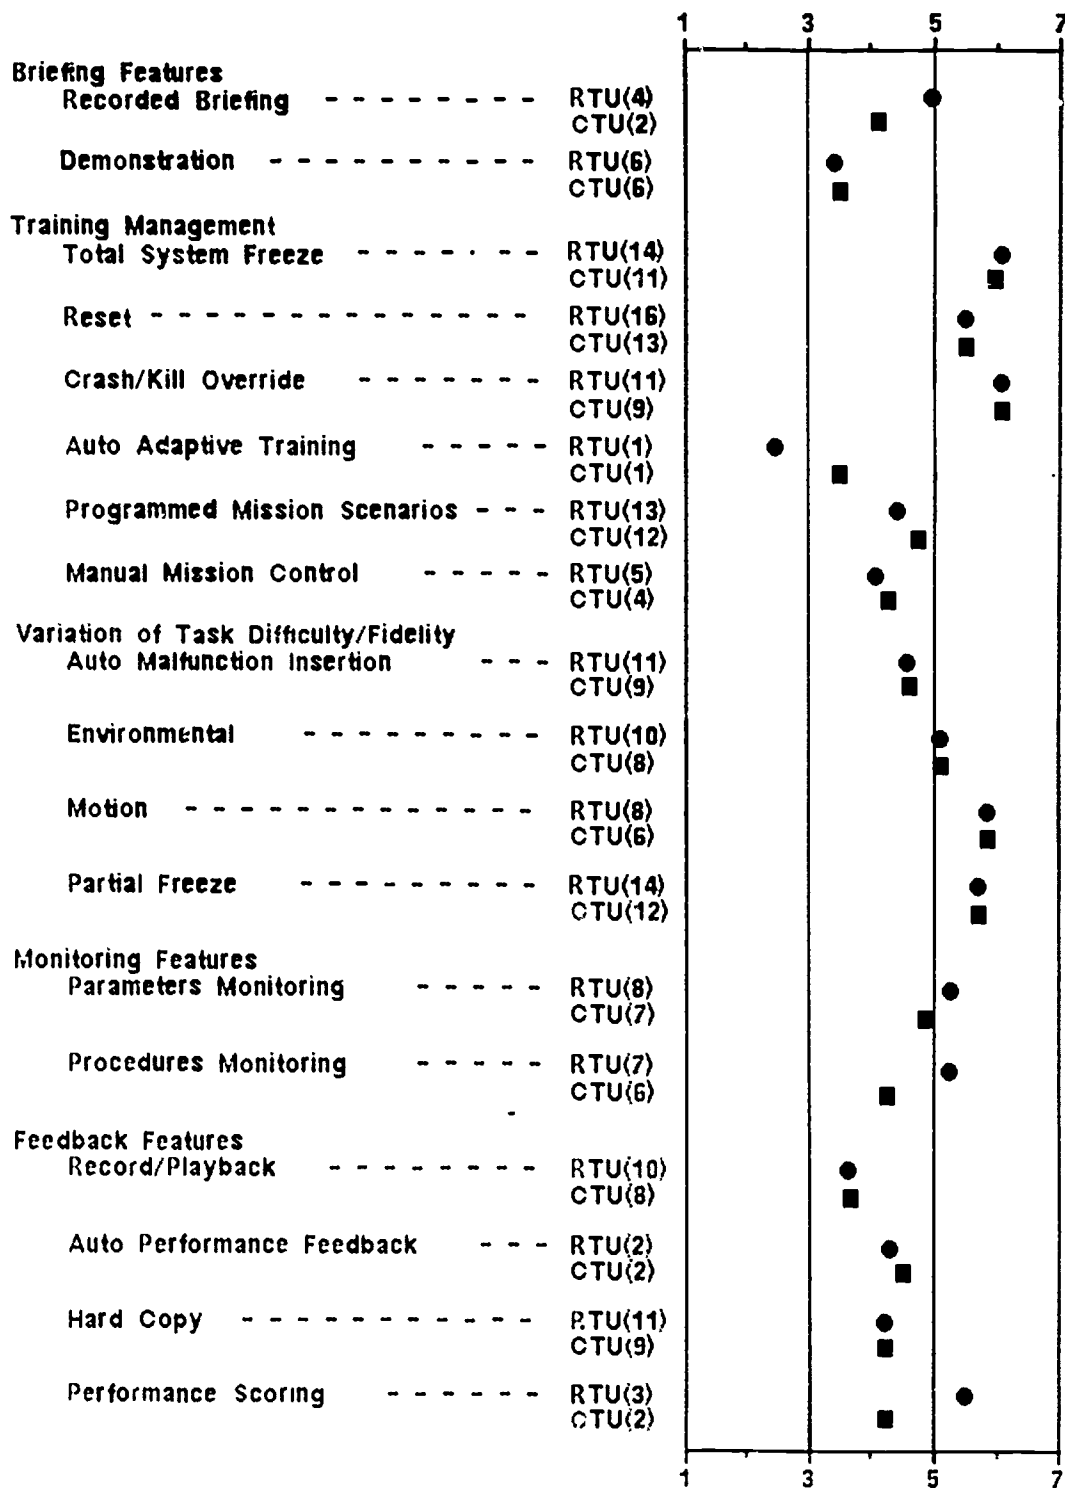 1 3 5 7
Briefing Features
Recorded Briefing - - - - - - - - RTU(4)
CTU(2)
Demonstration - - - - - - - - - - RTU(6)
CTU(6)
Training Management
Total System Freeze - - - - - - - RTU(14)
CTU(11)
Reset - - - - - - - - - - - - - - RTU(16)
CTU(13)
Crash/Kill Override - - - - - - - RTU(11)
CTU(9)
Auto Adaptive Training - - - - - RTU(1)
CTU(1)
Programmed Mission Scenarios - - - RTU(13)
CTU(12)
Manual Mission Control - - - - - RTU(5)
CTU(4)
Variation of Task Difficulty/Fidelity
Auto Malfunction Insertion - - - RTU(11)
CTU(9)
Environmental - - - - - - - - - RTU(10)
CTU(8)
Motion - - - - - - - - - - - - - RTU(8)
CTU(6)
Partial Freeze - - - - - - - - - RTU(14)
CTU(12)
Monitoring Features
Parameters Monitoring - - - - - RTU(8)
CTU(7)
Procedures Monitoring - - - - - RTU(7)
CTU(6)
Feedback Features
Record/Playback - - - - - - - - RTU(10)
CTU(8)
Auto Performance Feedback - - - RTU(2)
CTU(2)
Hard Copy - - - - - - - - - - - RTU(11)
CTU(9)
Performance Scoring - - - - - - RTU(3)
CTU(2)
1 3 5 7